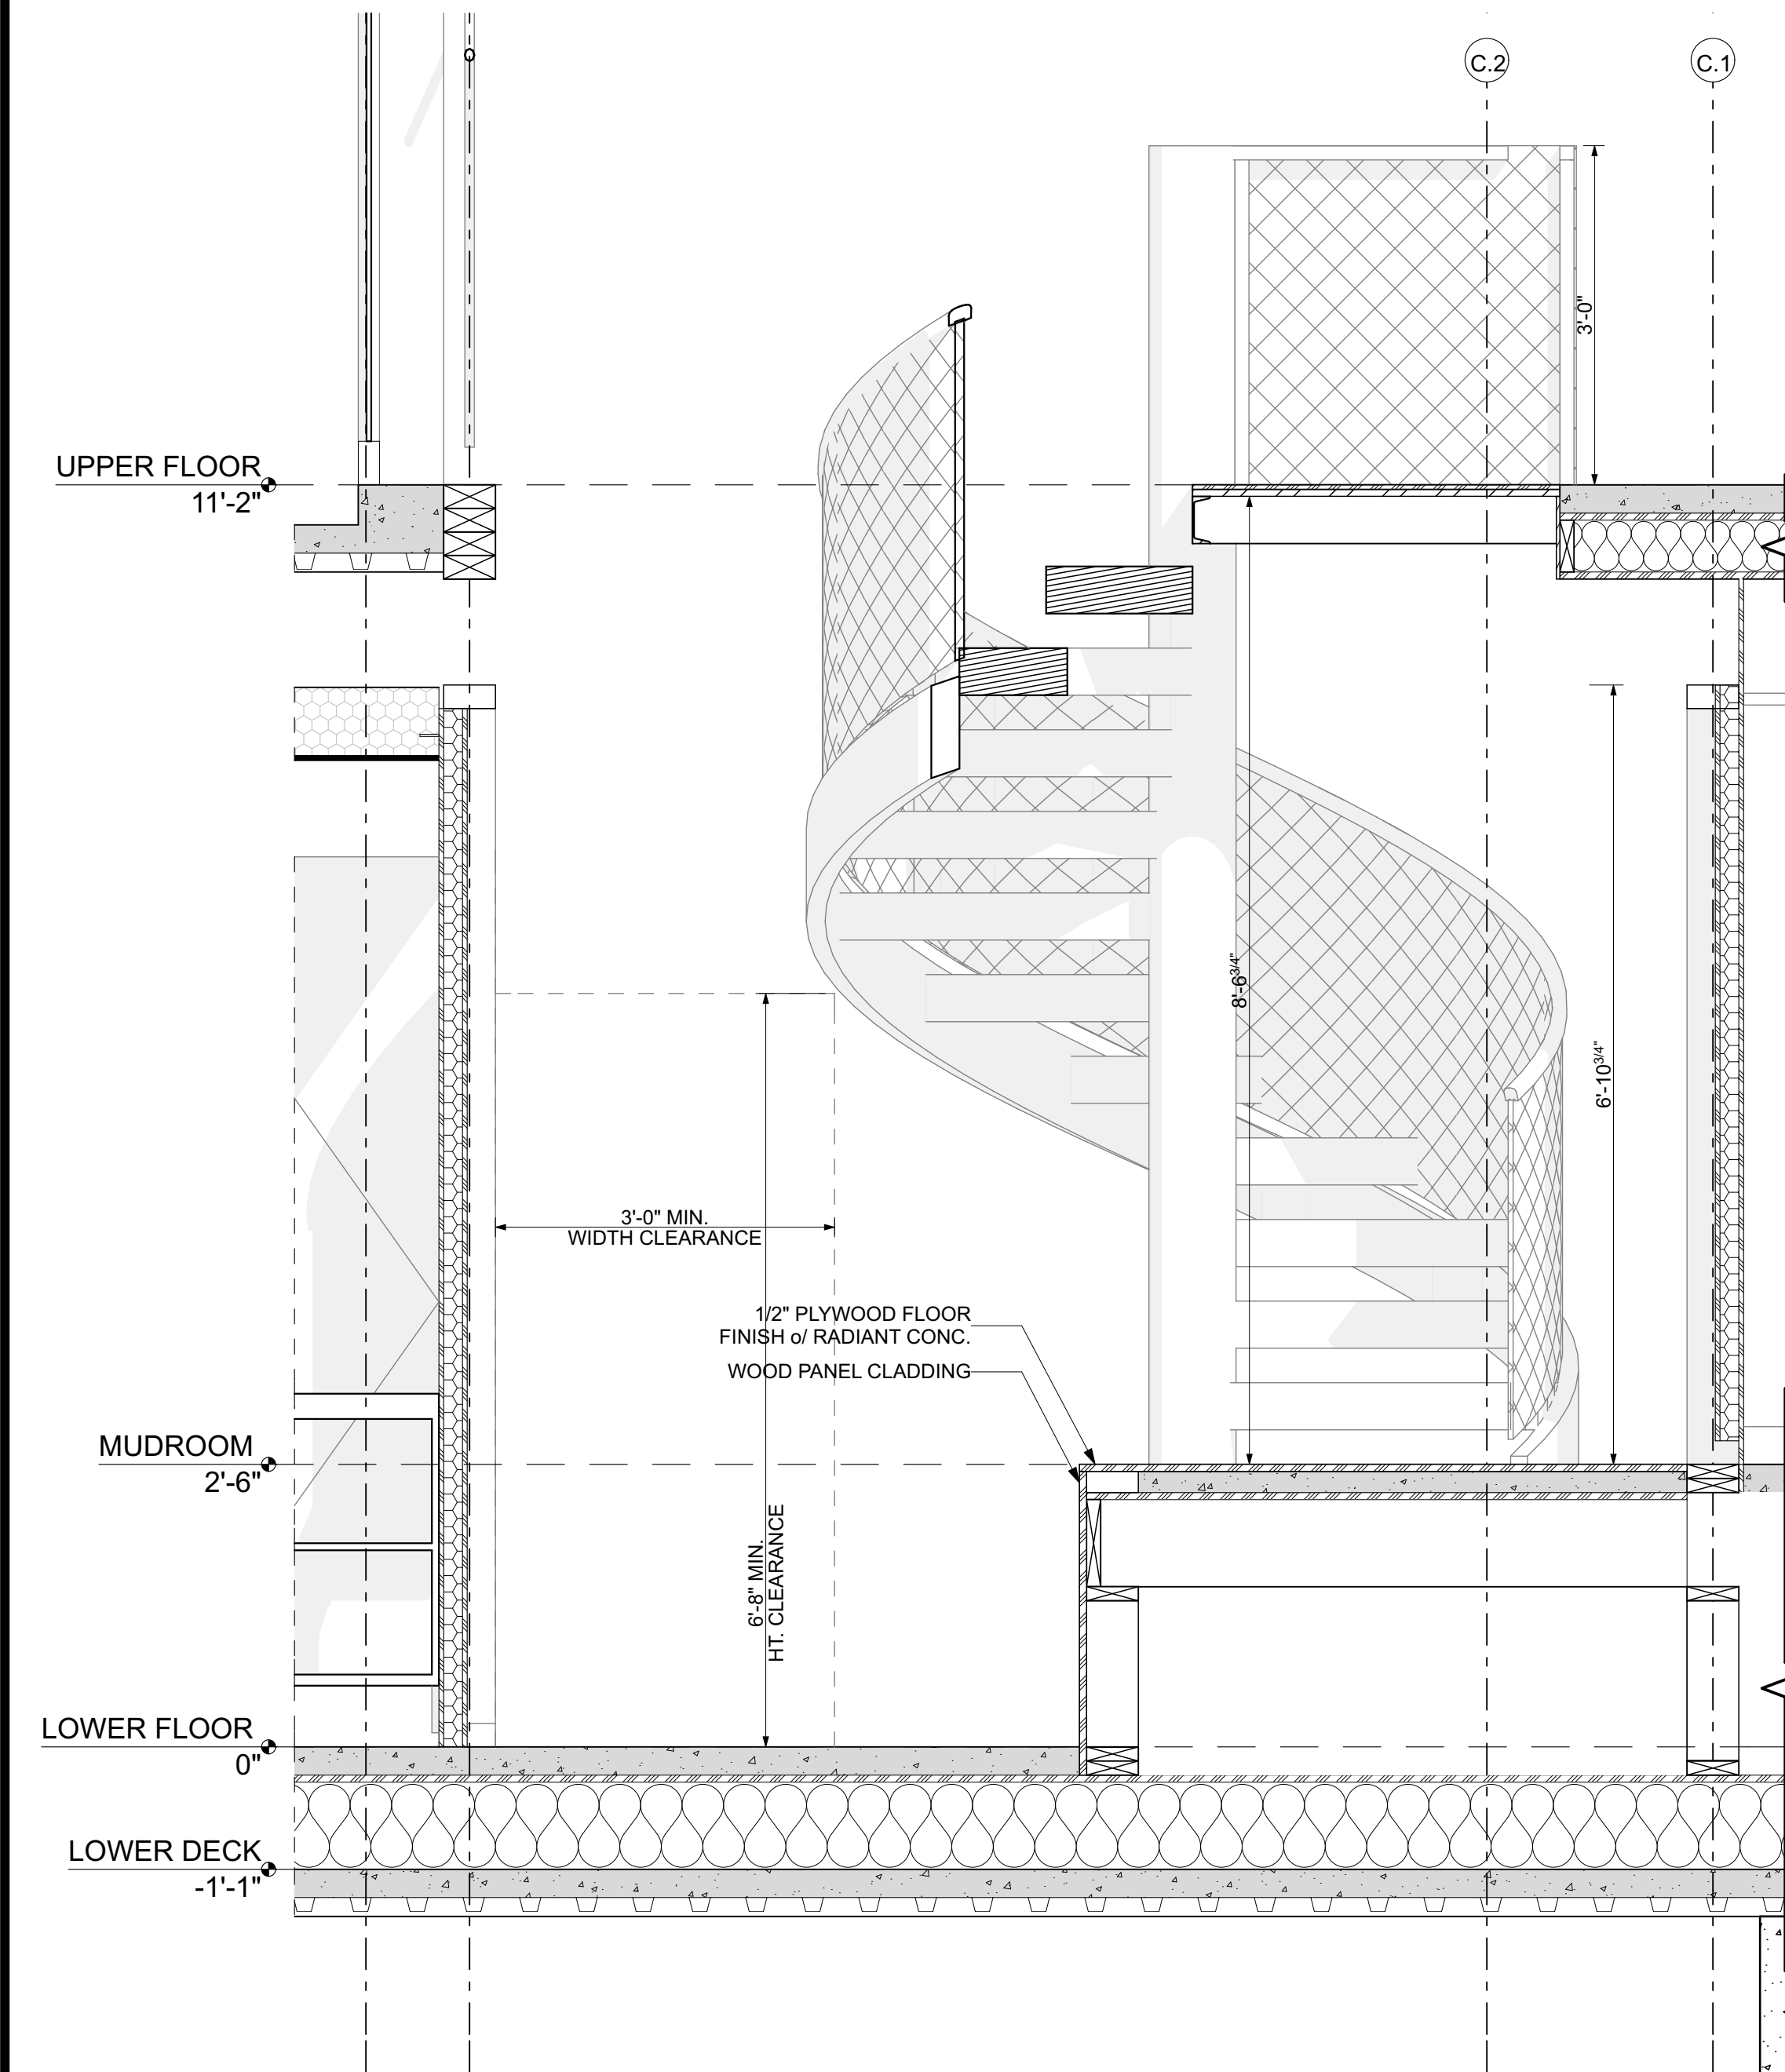 C.2
C.1
3'-0"
UPPER FLOOR
11'-2"
8'-6 3/4"
6'-10 3/4"
3'-0" MIN.
WIDTH CLEARANCE
1/2" PLYWOOD FLOOR
FINISH o/ RADIANT CONC.
WOOD PANEL CLADDING
MUDROOM
2'-6"
6'-8" MIN.
HT. CLEARANCE
LOWER FLOOR
0"
LOWER DECK
-1'-1"